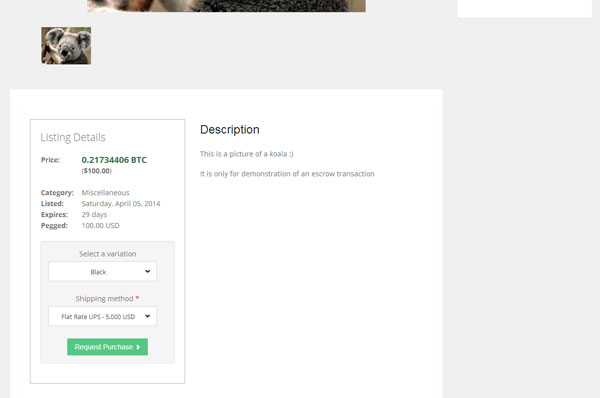 Listing Details
Price: 0.21734406 BTC
($100.00)
Category: Miscellaneous
Listed: Saturday, April 05, 2014
Expires: 29 days
Pegged: 100.00 USD
Select a variation
Black
Shipping method *
Flat Rate UPS - 5.000 USD
Request Purchase
Description
This is a picture of a koala ;)
It is only for demonstration of an escrow transaction